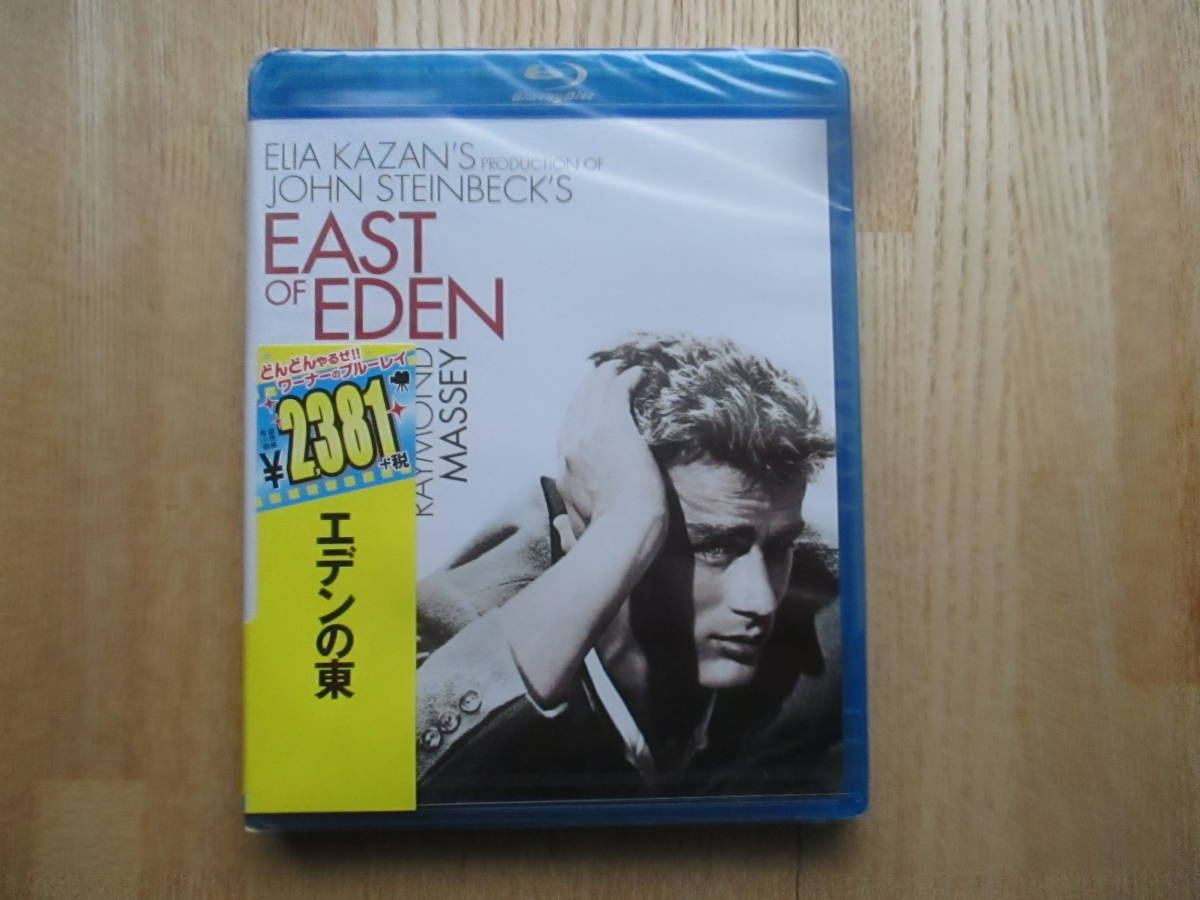 Blu-ray Disc
ELIA KAZAN'S PRODUCTION OF
JOHN STEINBECK'S
EAST
OF EDEN
RAYMOND
MASSEY
どんどんやるぜ!!
ワーナーのブルーレイ
¥2,381
+税
エデンの東